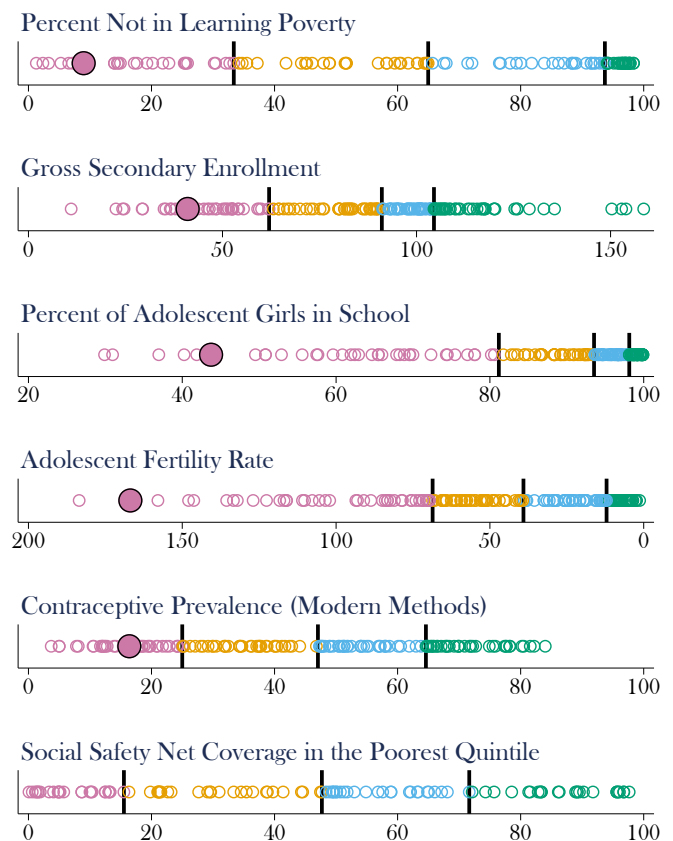 Percent Not in Learning Poverty
0 20 40 60 80 100
Gross Secondary Enrollment
0 50 100 150
Percent of Adolescent Girls in School
20 40 60 80 100
Adolescent Fertility Rate
200 150 100 50 0
Contraceptive Prevalence (Modern Methods)
0 20 40 60 80 100
Social Safety Net Coverage in the Poorest Quintile
0 20 40 60 80 100